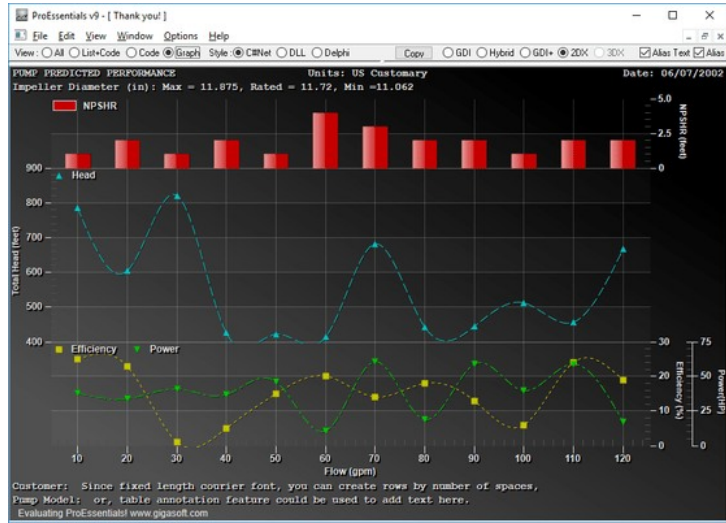 ProEssentials v9 - [ Thank you! ]
File Edit View Window Options Help
View : All List+Code Code Graph Style : C#Net DLL Delphi Copy GDI Hybrid GDI+ 2DX 3DX Alias Text Alias
PUMP PREDICTED PERFORMANCE Units: US Customary Date: 06/07/2002
Impeller Diameter (in): Max = 11.875, Rated = 11.72, Min =11.062
NPSHR
5.0
2.5
0
NPSHR (feet)
Head
900
800
700
600
500
400
Total Head (feet)
Efficiency Power
30
20
10
0
Efficiency (%)
75
50
25
0
Power(HP)
10 20 30 40 50 60 70 80 90 100 110 120
Flow (gpm)
Customer: Since fixed length courier font, you can create rows by number of spaces,
Pump Model: or, table annotation feature could be used to add text here.
Evaluating ProEssentials! www.gigasoft.com